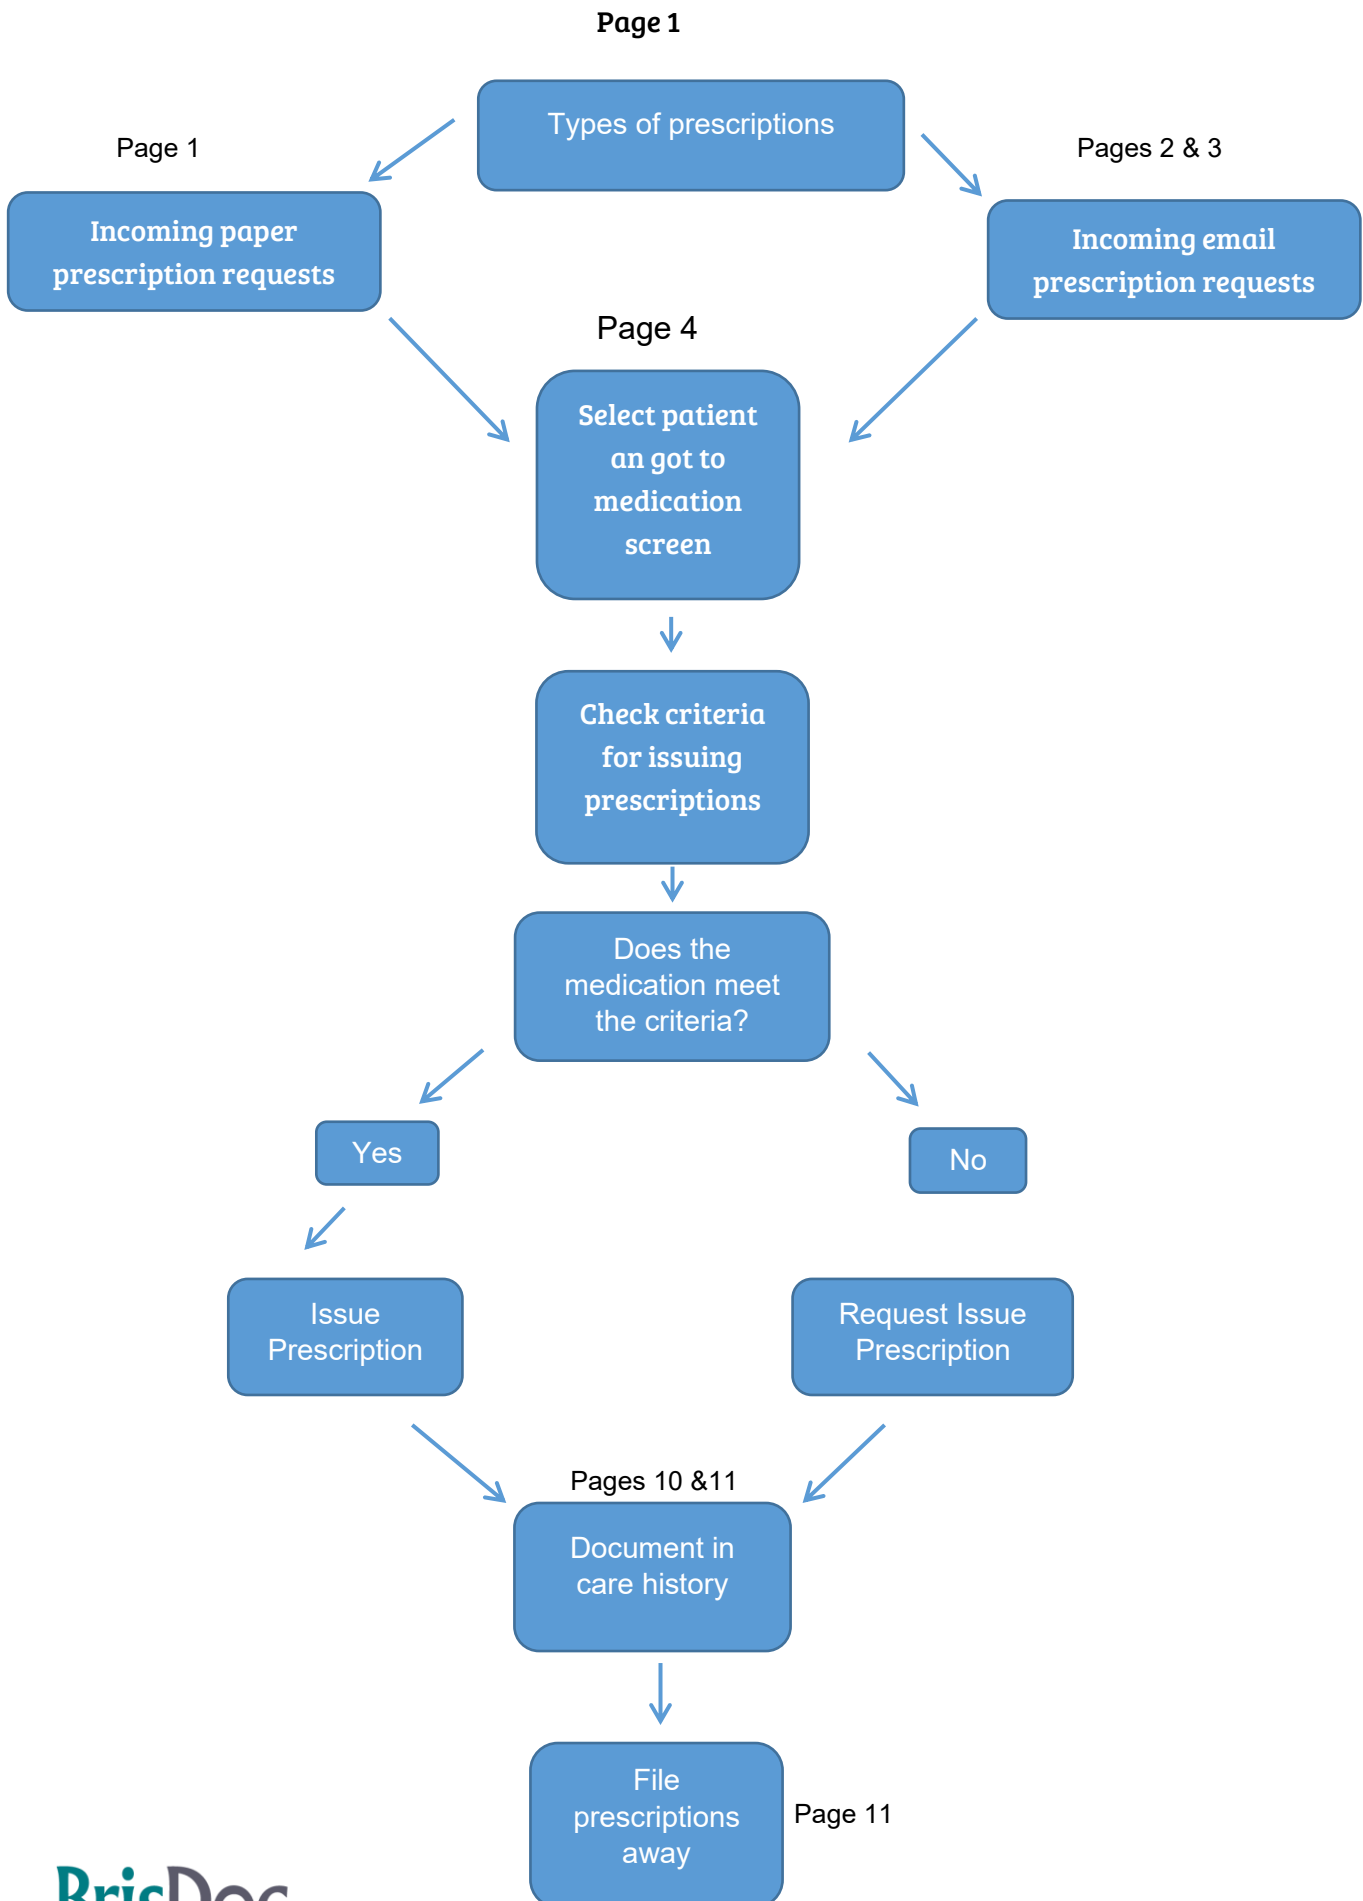 Page 1
Types of prescriptions
Page 1
Pages 2 & 3
Incoming paper
prescription requests
Incoming email
prescription requests
Page 4
Select patient
an got to
medication
screen
Check criteria
for issuing
prescriptions
Does the
medication meet
the criteria?
Yes
No
Issue
Prescription
Request Issue
Prescription
Pages 10 &11
Document in
care history
File
prescriptions
away
Page 11
BrisDoc